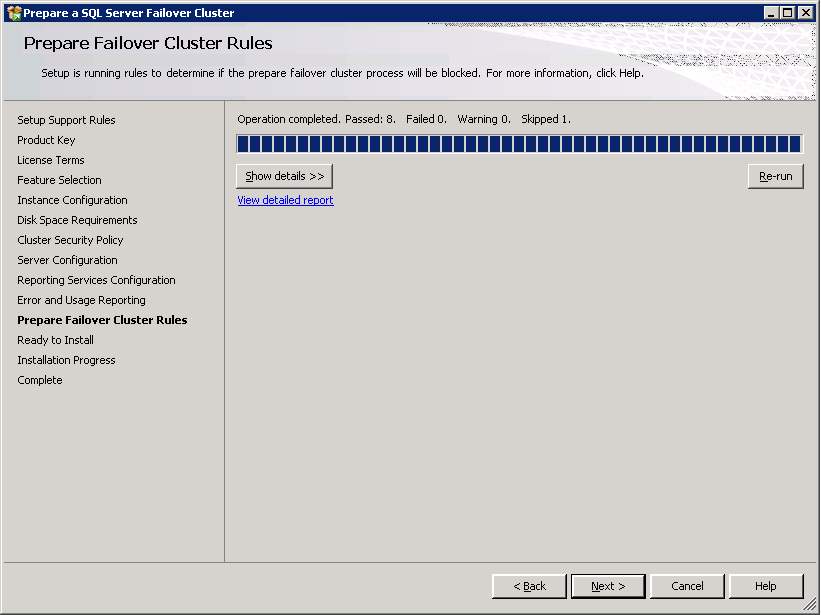 Prepare a SQL Server Failover Cluster
Prepare Failover Cluster Rules
Setup is running rules to determine if the prepare failover cluster process will be blocked. For more information, click Help.
Setup Support Rules
Product Key
License Terms
Feature Selection
Instance Configuration
Disk Space Requirements
Cluster Security Policy
Server Configuration
Reporting Services Configuration
Error and Usage Reporting
Prepare Failover Cluster Rules
Ready to Install
Installation Progress
Complete
Operation completed. Passed: 8. Failed 0. Warning 0. Skipped 1.
Show details >>
Re-run
View detailed report
< Back
Next >
Cancel
Help